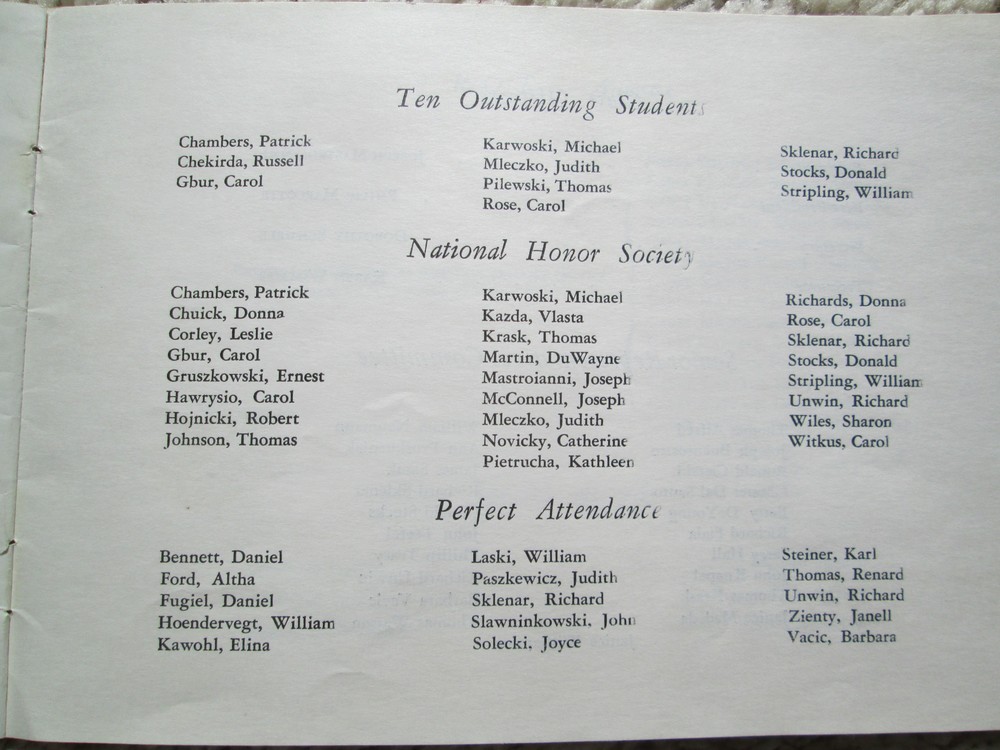 Ten Outstanding Students
Chambers, Patrick
Chekirda, Russell
Gbur, Carol
Karwoski, Michael
Mleczko, Judith
Pilewski, Thomas
Rose, Carol
Sklenar, Richard
Stocks, Donald
Stripling, William
National Honor Society
Chambers, Patrick
Chuick, Donna
Corley, Leslie
Gbur, Carol
Gruszkowski, Ernest
Hawrysio, Carol
Hojnicki, Robert
Johnson, Thomas
Karwoski, Michael
Kazda, Vlasta
Krask, Thomas
Martin, DuWayne
Mastroianni, Joseph
McConnell, Joseph
Mleczko, Judith
Novicky, Catherine
Pietrucha, Kathleen
Richards, Donna
Rose, Carol
Sklenar, Richard
Stocks, Donald
Stripling, William
Unwin, Richard
Wiles, Sharon
Witkus, Carol
Perfect Attendance
Bennett, Daniel
Ford, Altha
Fugiel, Daniel
Hoendervegt, William
Kawohl, Elina
Laski, William
Paszkewicz, Judith
Sklenar, Richard
Slawninkowski. John
Solecki. Joyce
Steiner, Karl
Thomas, Renard
Unwin, Richard
Zienty, Janell
Vacic, Barbara